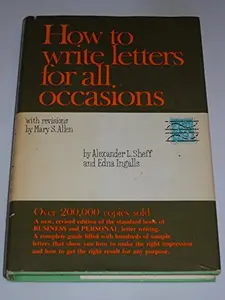 How to
write letters
for all
occasions
with revisions
by Mary S. Allen
by Alexander L. Sheff
and Edna Ingalls
Over 200,000 copies sold
A new, revised edition of the standard book of
BUSINESS and PERSONAL letter writing.
A complete guide filled with hundreds of sample
letters that show you how to make the right impression
and how to get the right result for any purpose.